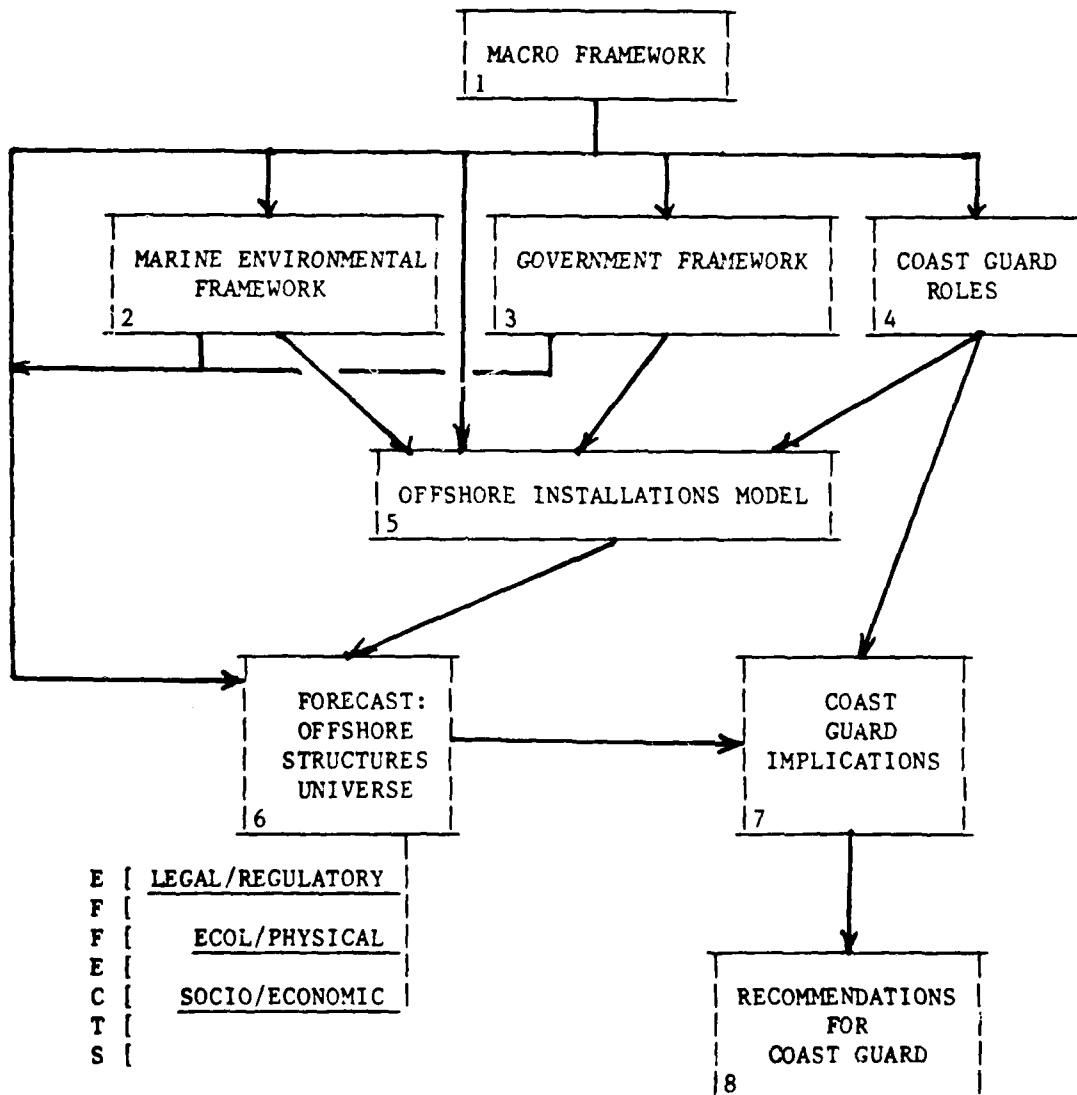 MACRO FRAMEWORK
1
MARINE ENVIRONMENTAL
FRAMEWORK
2
GOVERNMENT FRAMEWORK
3
COAST GUARD
ROLES
4
OFFSHORE INSTALLATIONS MODEL
5
FORECAST:
OFFSHORE
STRUCTURES
UNIVERSE
6
COAST
GUARD
IMPLICATIONS
7
E [ LEGAL/REGULATORY
F [
F [ ECOL/PHYSICAL
E [
C [ SOCIO/ECONOMIC
T [
S [
RECOMMENDATIONS
FOR
COAST GUARD
8